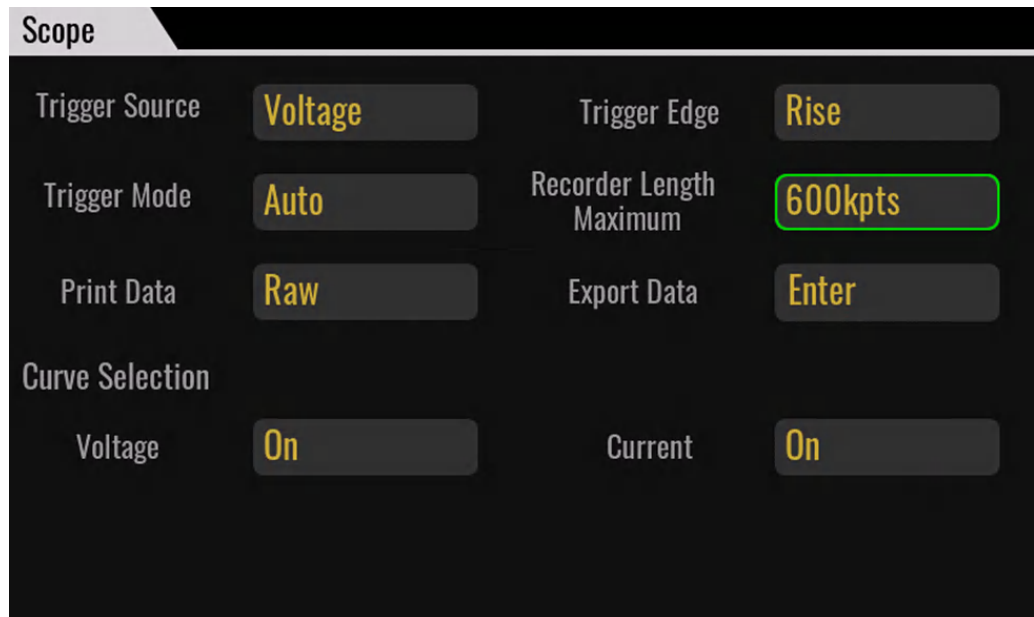 Scope
Trigger Source Voltage Trigger Edge Rise
Trigger Mode Auto Recorder Length
Maximum 600kpts
Print Data Raw Export Data Enter
Curve Selection
Voltage On Current On